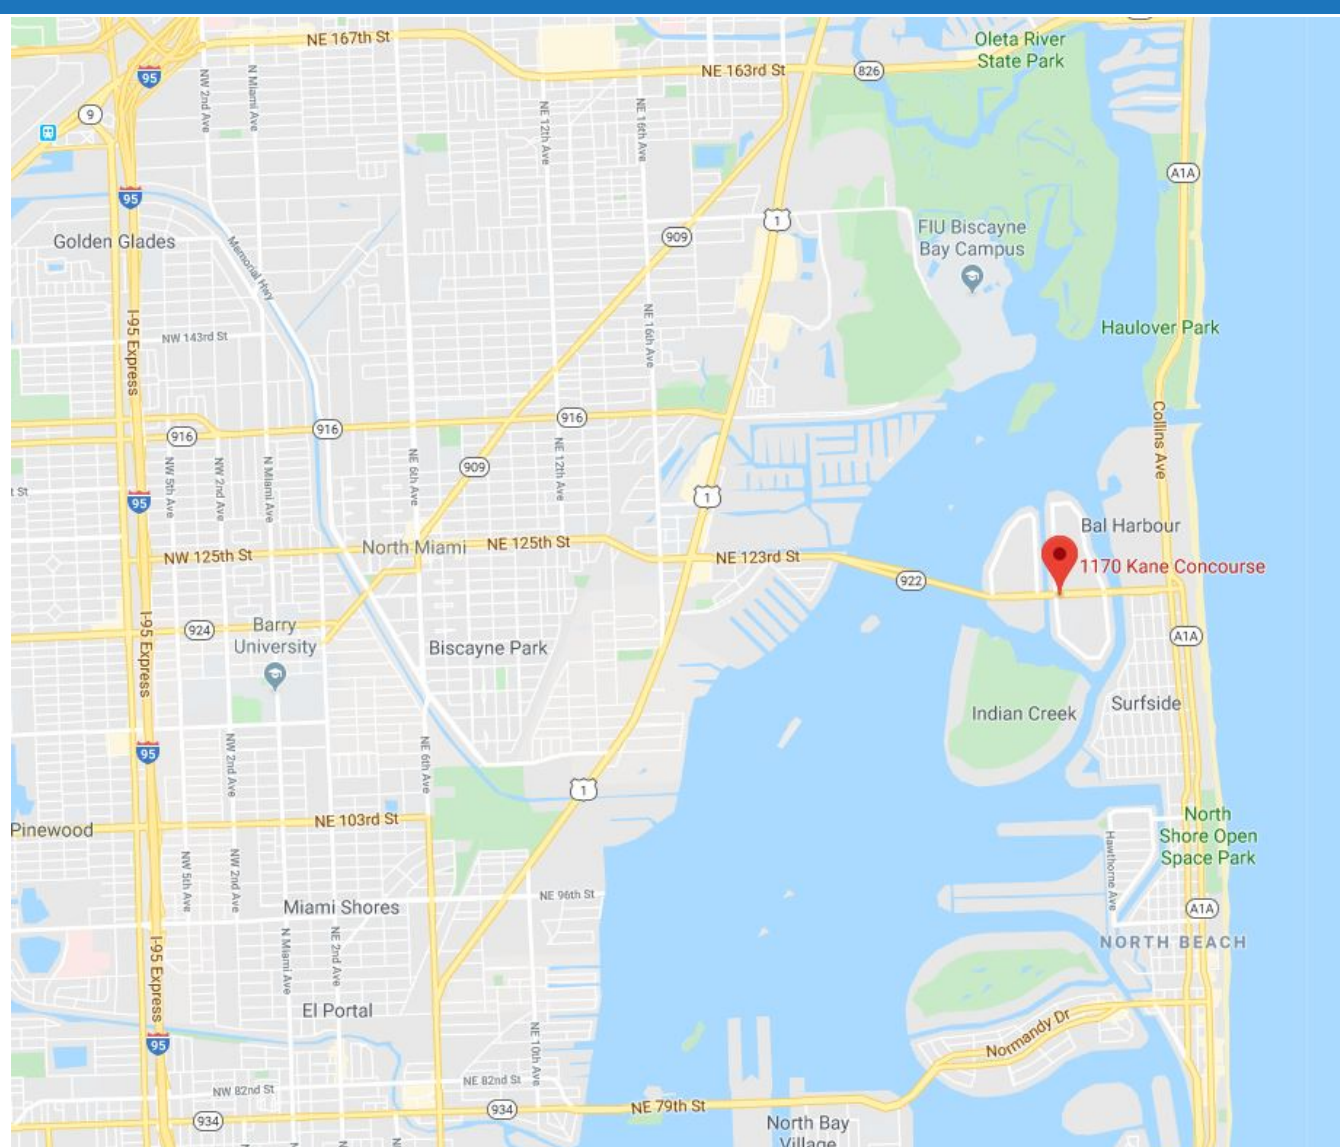 NE 167th St
Oleta River
State Park
95
NW 2nd Ave
N Miami Ave
NE 163rd St
826
9
NE 12th Ave
NE 16th Ave
A1A
95
1
909
FIU Biscayne
Bay Campus
Golden Glades
Memorial Hwy
I-95 Express
NW 143rd St
NE 16th Ave
Haulover Park
916
916
916
Collins Ave
909
NE 6th Ave
NE 12th Ave
NW 5th Ave
NW 2nd Ave
N Miami Ave
t St
95
1
Bal Harbour
North Miami
NE 125th St
NW 125th St
NE 123rd St
1170 Kane Concourse
922
I-95 Express
924
Barry
University
Biscayne Park
A1A
Indian Creek
Surfside
95
NW 2nd Ave
NE 6th Ave
1
NE 103rd St
Pinewood
North
Shore Open
Space Park
Hawthorne Ave
NW 5th Ave
NW 2nd Ave
NE 96th St
Miami Shores
A1A
NORTH BEACH
I-95 Express
N Miami Ave
NE 2nd Ave
El Portal
Normandy Dr
95
NE 10th Ave
NW 82nd St
NE 82nd St
934
934
NE 79th St
North Bay
Village
N
N
N